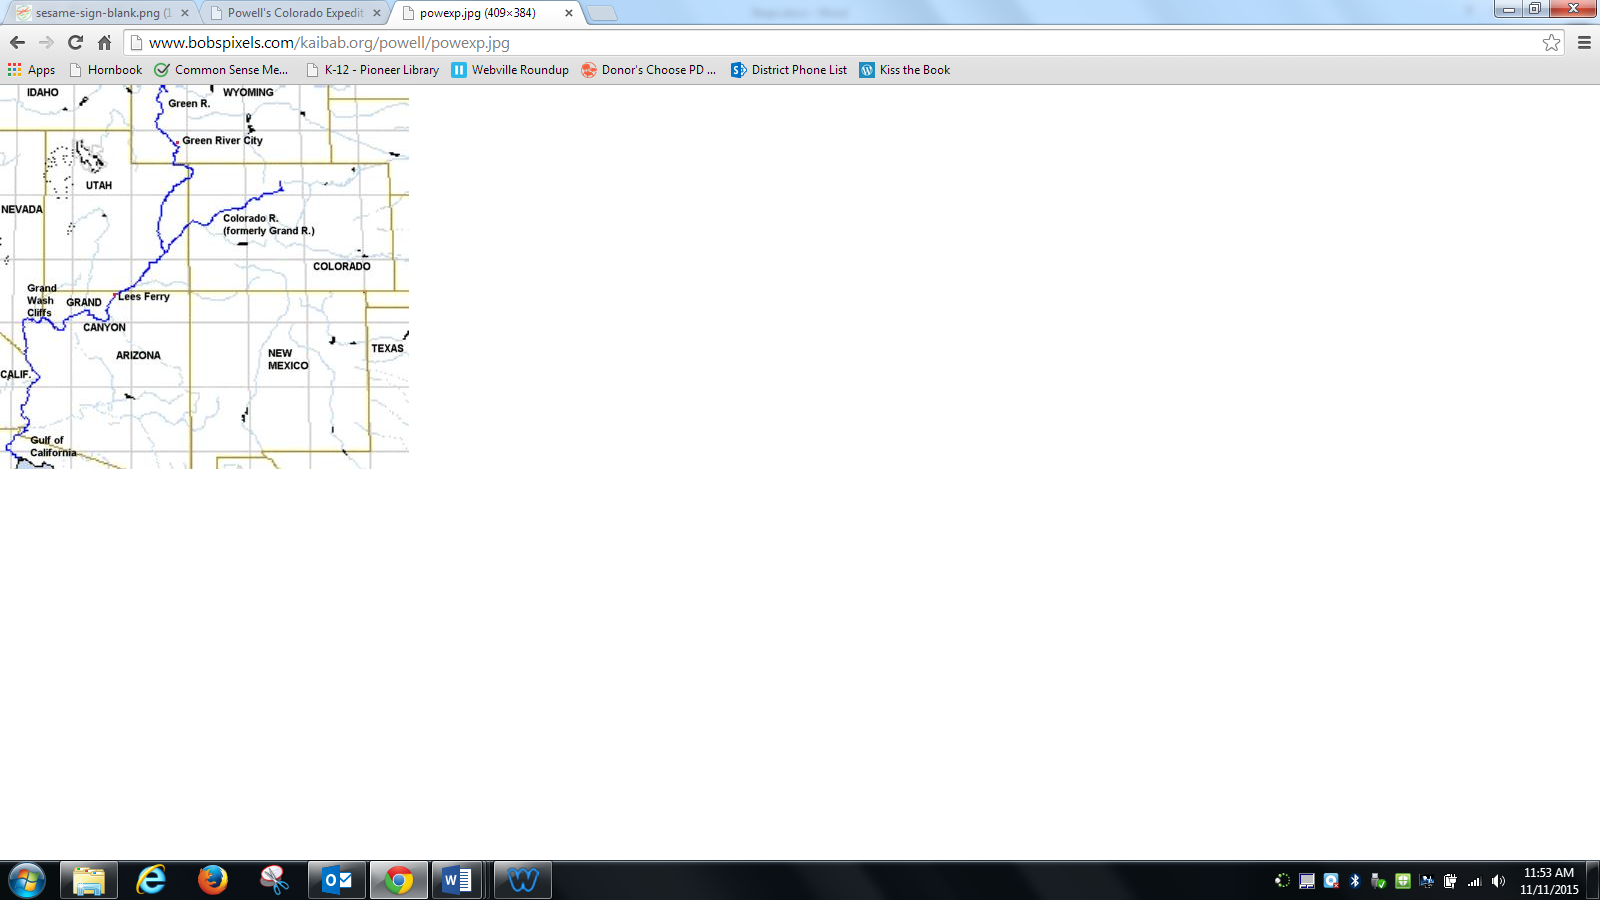 sesame-sign-blank.png (1
Powell's Colorado Expedit
powexp.jpg (409×384)
www.bobspixels.com/kaibab.org/powell/powexp.jpg
Apps
Hornbook
Common Sense Me...
K-12 - Pioneer Library
Webville Roundup
Donor's Choose PD ...
District Phone List
Kiss the Book
IDAHO
WYOMING
Green R.
Green River City
UTAH
NEVADA
Colorado R.
(formerly Grand R.)
COLORADO
Grand
Wash
Cliffs
GRAND
CANYON
Lees Ferry
ARIZONA
NEW
MEXICO
TEXAS
CALIF.
Gulf of
California
11:53 AM
11/11/2015